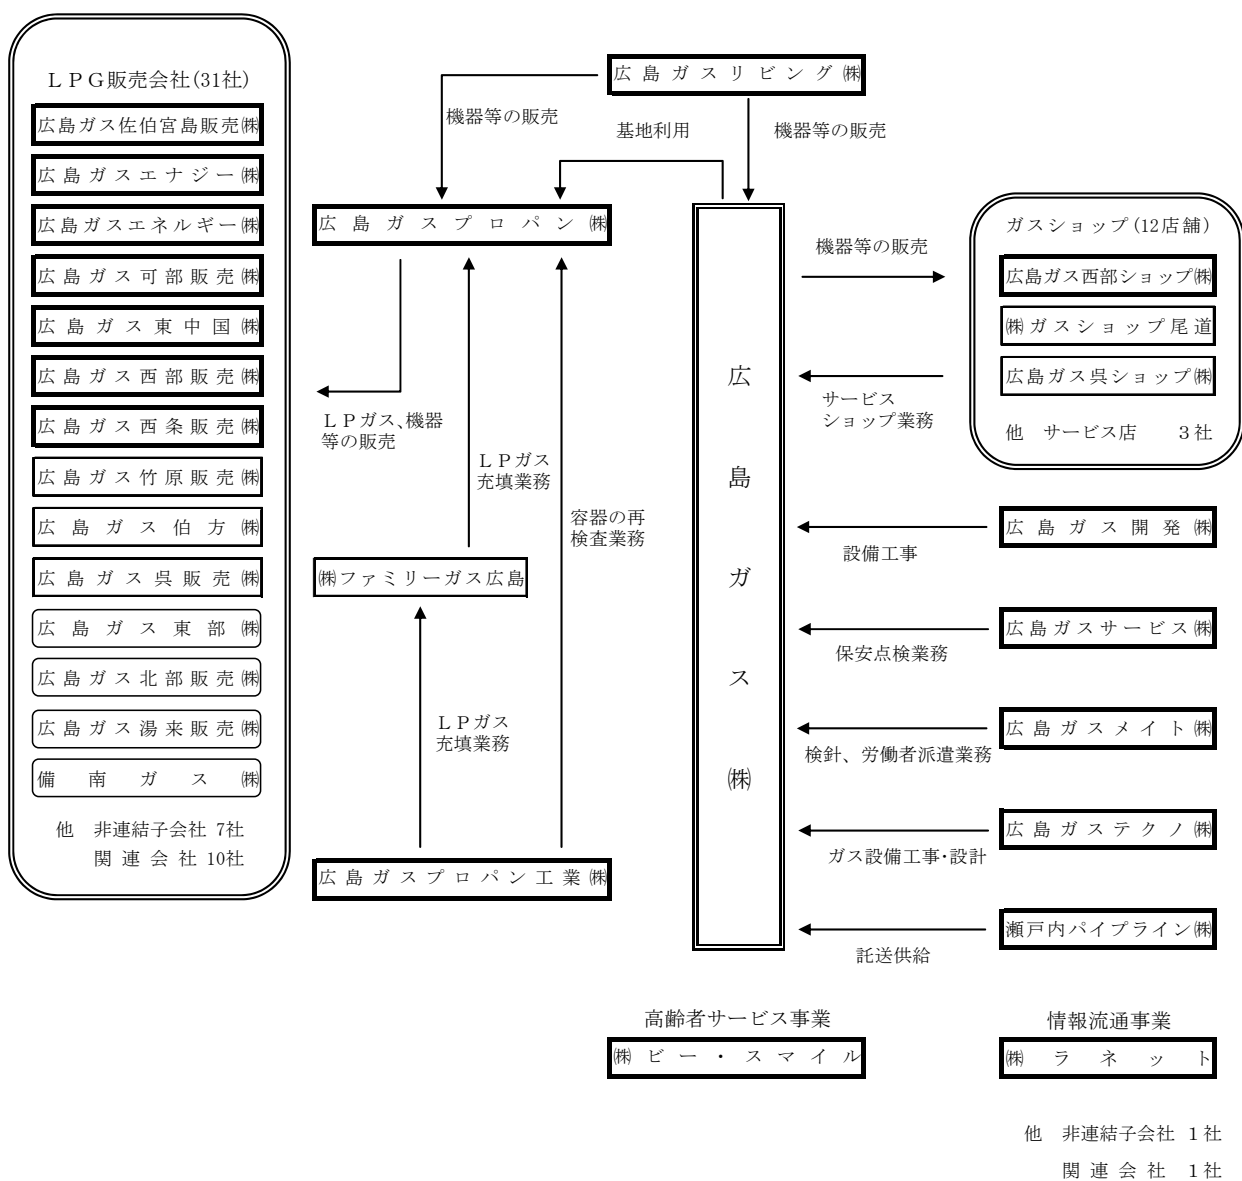 LPG販売会社(31社)
広島ガス佐伯宮島販売㈱
広島ガスエナジー㈱
広島ガスエネルギー㈱
広島ガス可部販売㈱
広島ガス東中国㈱
広島ガス西部販売㈱
広島ガス西条販売㈱
広島ガス竹原販売㈱
広島ガス伯方㈱
広島ガス呉販売㈱
広島ガス東部㈱
広島ガス北部販売㈱
広島ガス湯来販売㈱
備南ガス㈱
他　非連結子会社 7社
関連会社 10社
広島ガスリビング㈱
機器等の販売
基地利用
機器等の販売
広島ガスプロパン㈱
LPガス、機器
等の販売
LPガス
充填業務
容器の再
検査業務
㈱ファミリーガス広島
LPガス
充填業務
広島ガスプロパン工業㈱
広島ガス㈱
機器等の販売
サービス
ショップ業務
設備工事
保安点検業務
検針、労働者派遣業務
ガス設備工事・設計
託送供給
ガスショップ(12店舗)
広島ガス西部ショップ㈱
㈱ガスショップ尾道
広島ガス呉ショップ㈱
他　サービス店　3社
広島ガス開発㈱
広島ガスサービス㈱
広島ガスメイト㈱
広島ガステクノ㈱
瀬戸内パイプライン㈱
高齢者サービス事業
㈱ビー・スマイル
情報流通事業
㈱ラネット
他　非連結子会社 1社
関連会社 1社